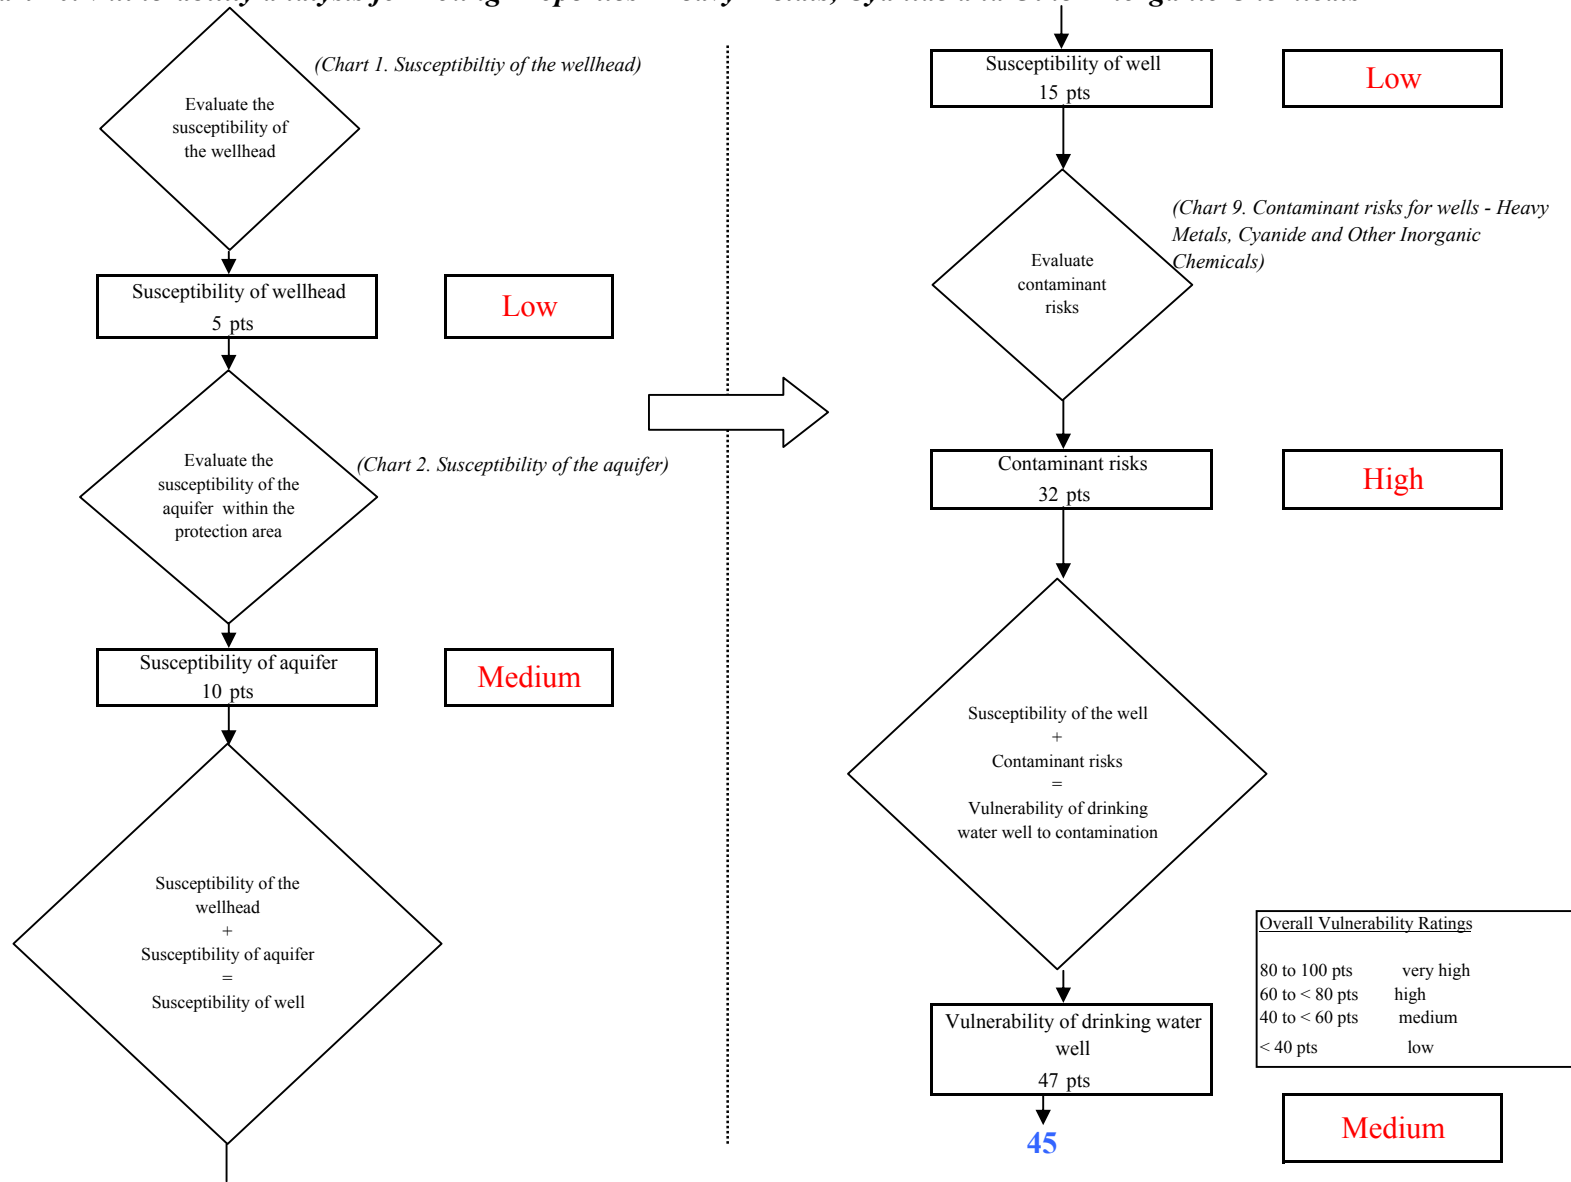 (Chart 1. Susceptibiltiy of the wellhead)
Evaluate the
susceptibility of
the wellhead
Susceptibility of wellhead
5 pts
Low
Evaluate the
susceptibility of the
aquifer within the
protection area
(Chart 2. Susceptibility of the aquifer)
Susceptibility of aquifer
10 pts
Medium
Susceptibility of the
wellhead
+
Susceptibility of aquifer
=
Susceptibility of well
Susceptibility of well
15 pts
Low
(Chart 9. Contaminant risks for wells - Heavy
Metals, Cyanide and Other Inorganic
Chemicals)
Evaluate
contaminant
risks
Contaminant risks
32 pts
High
Susceptibility of the well
+
Contaminant risks
=
Vulnerability of drinking
water well to contamination
Overall Vulnerability Ratings
80 to 100 pts very high
60 to < 80 pts high
40 to < 60 pts medium
< 40 pts low
Vulnerability of drinking water
well
47 pts
45
Medium